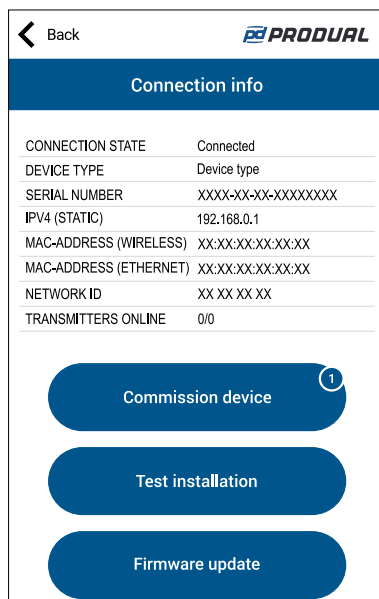 Back
PRODUAL
Connection info
CONNECTION STATE Connected
DEVICE TYPE Device type
SERIAL NUMBER XXXX-XX-XX-XXXXXXXX
IPV4 (STATIC) 192.168.0.1
MAC-ADDRESS (WIRELESS) XX:XX:XX:XX:XX:XX
MAC-ADDRESS (ETHERNET) XX:XX:XX:XX:XX:XX
NETWORK ID XX XX XX XX
TRANSMITTERS ONLINE 0/0
1
Commission device
Test installation
Firmware update